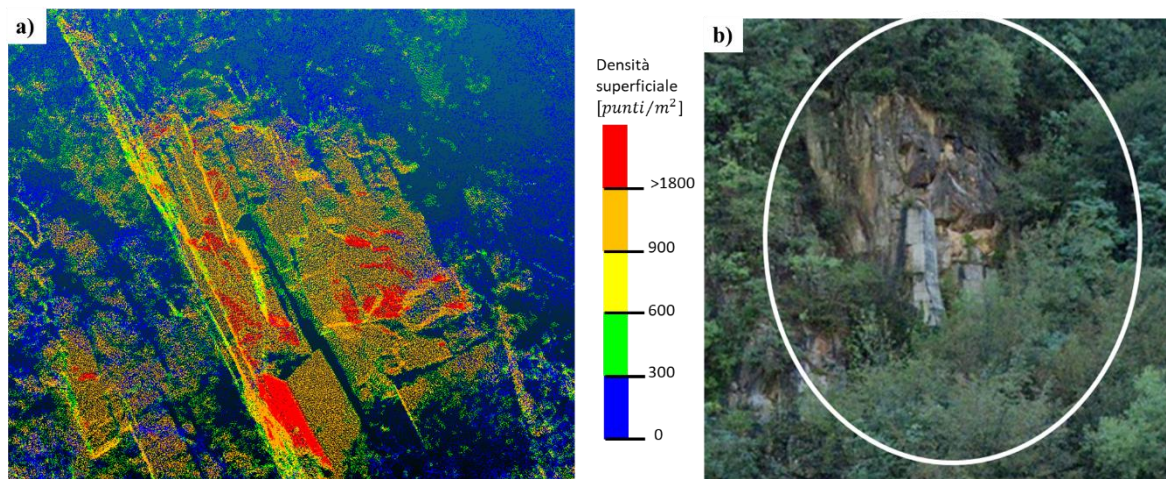 a)
Densità
superficiale
[punti/m²]
>1800
900
600
300
0
b)